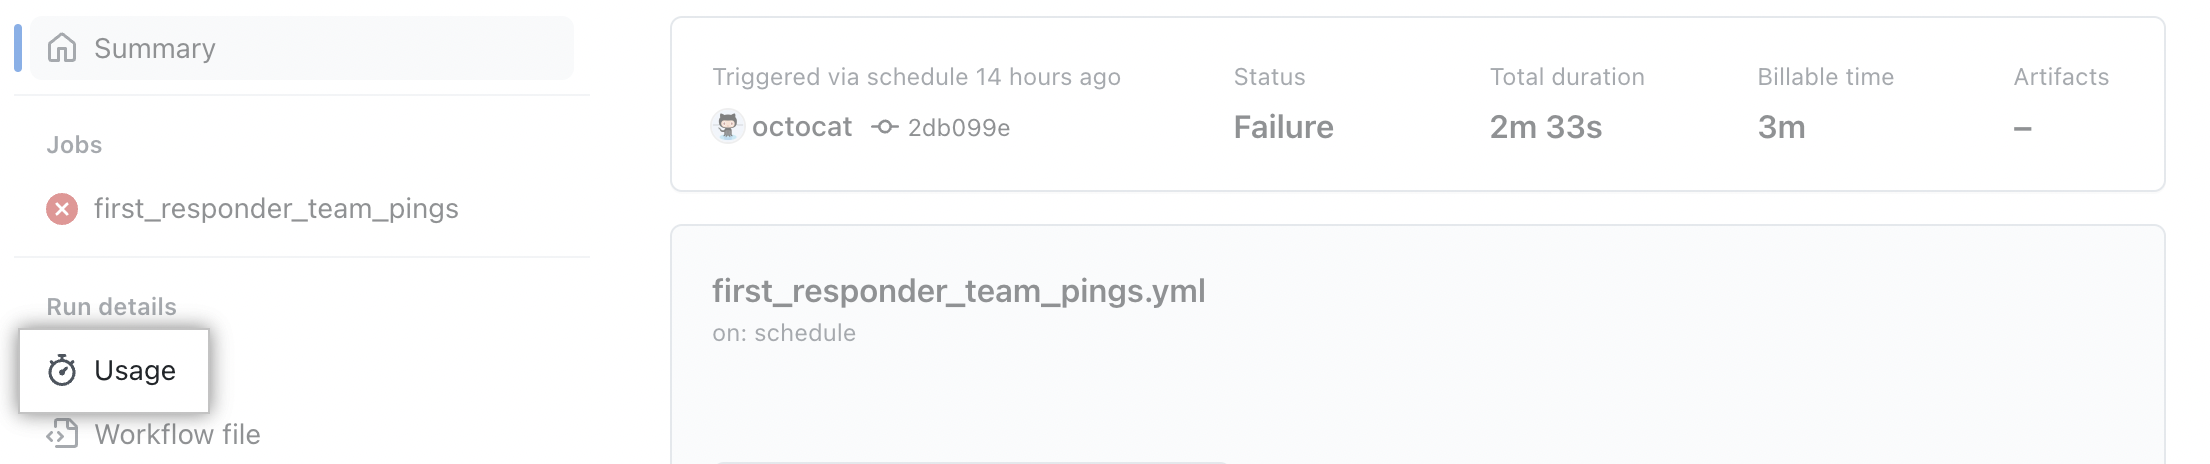 Summary
Jobs
first_responder_team_pings
Run details
Usage
Workflow file
Triggered via schedule 14 hours ago
octocat 2db099e
Status
Failure
Total duration
2m 33s
Billable time
3m
Artifacts
–
first_responder_team_pings.yml
on: schedule